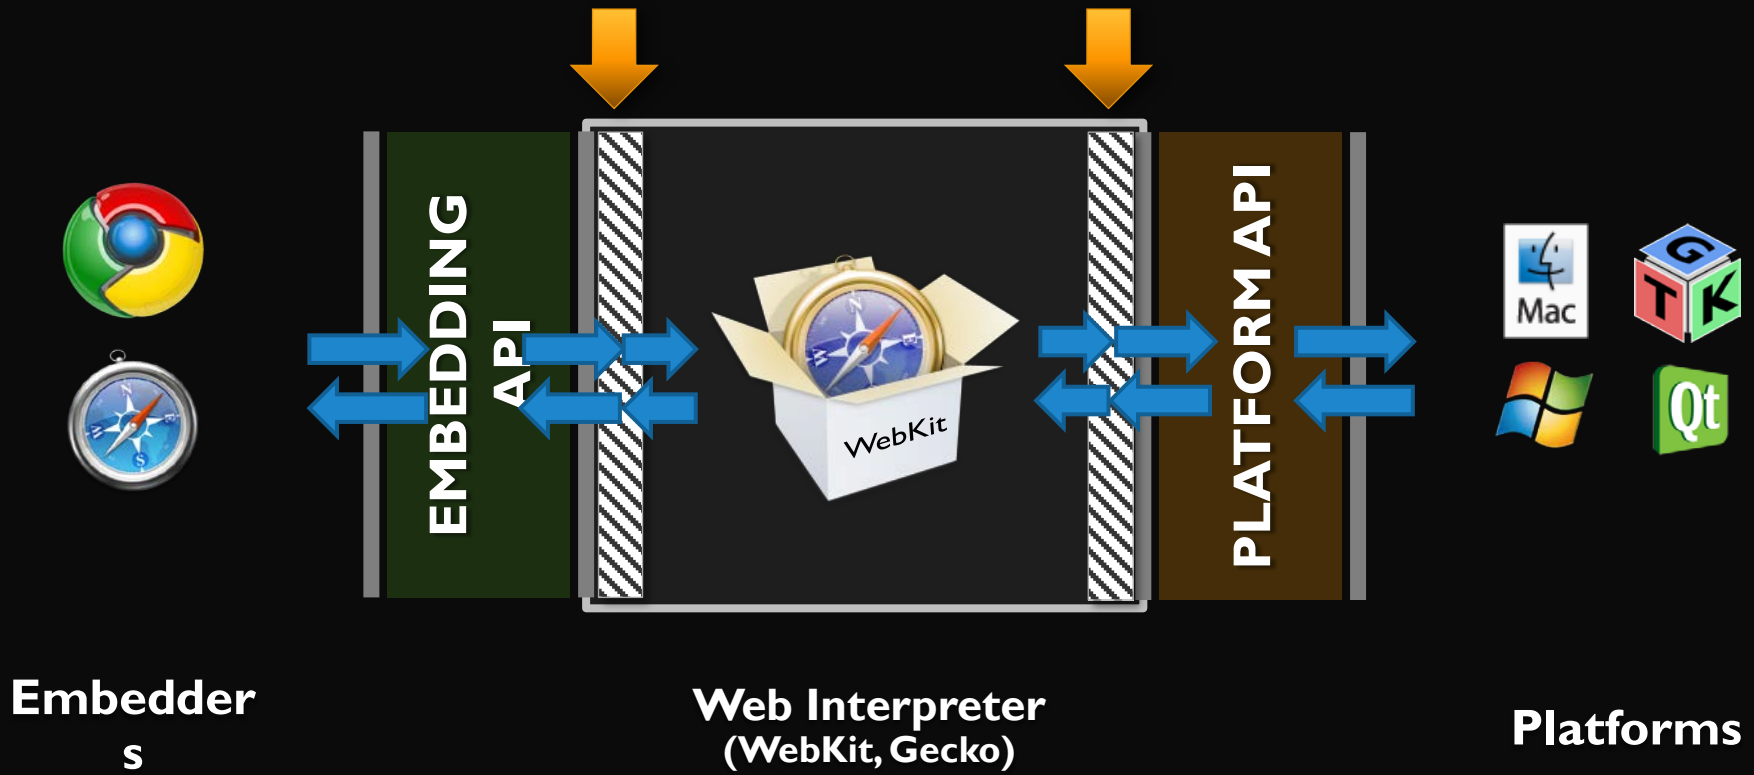 EMBEDDING
API
PLATFORM API
WebKit
Mac
G
T K
Qt
N
E
W
N
E
W
S
Embedder
s
Web Interpreter
(WebKit, Gecko)
Platforms